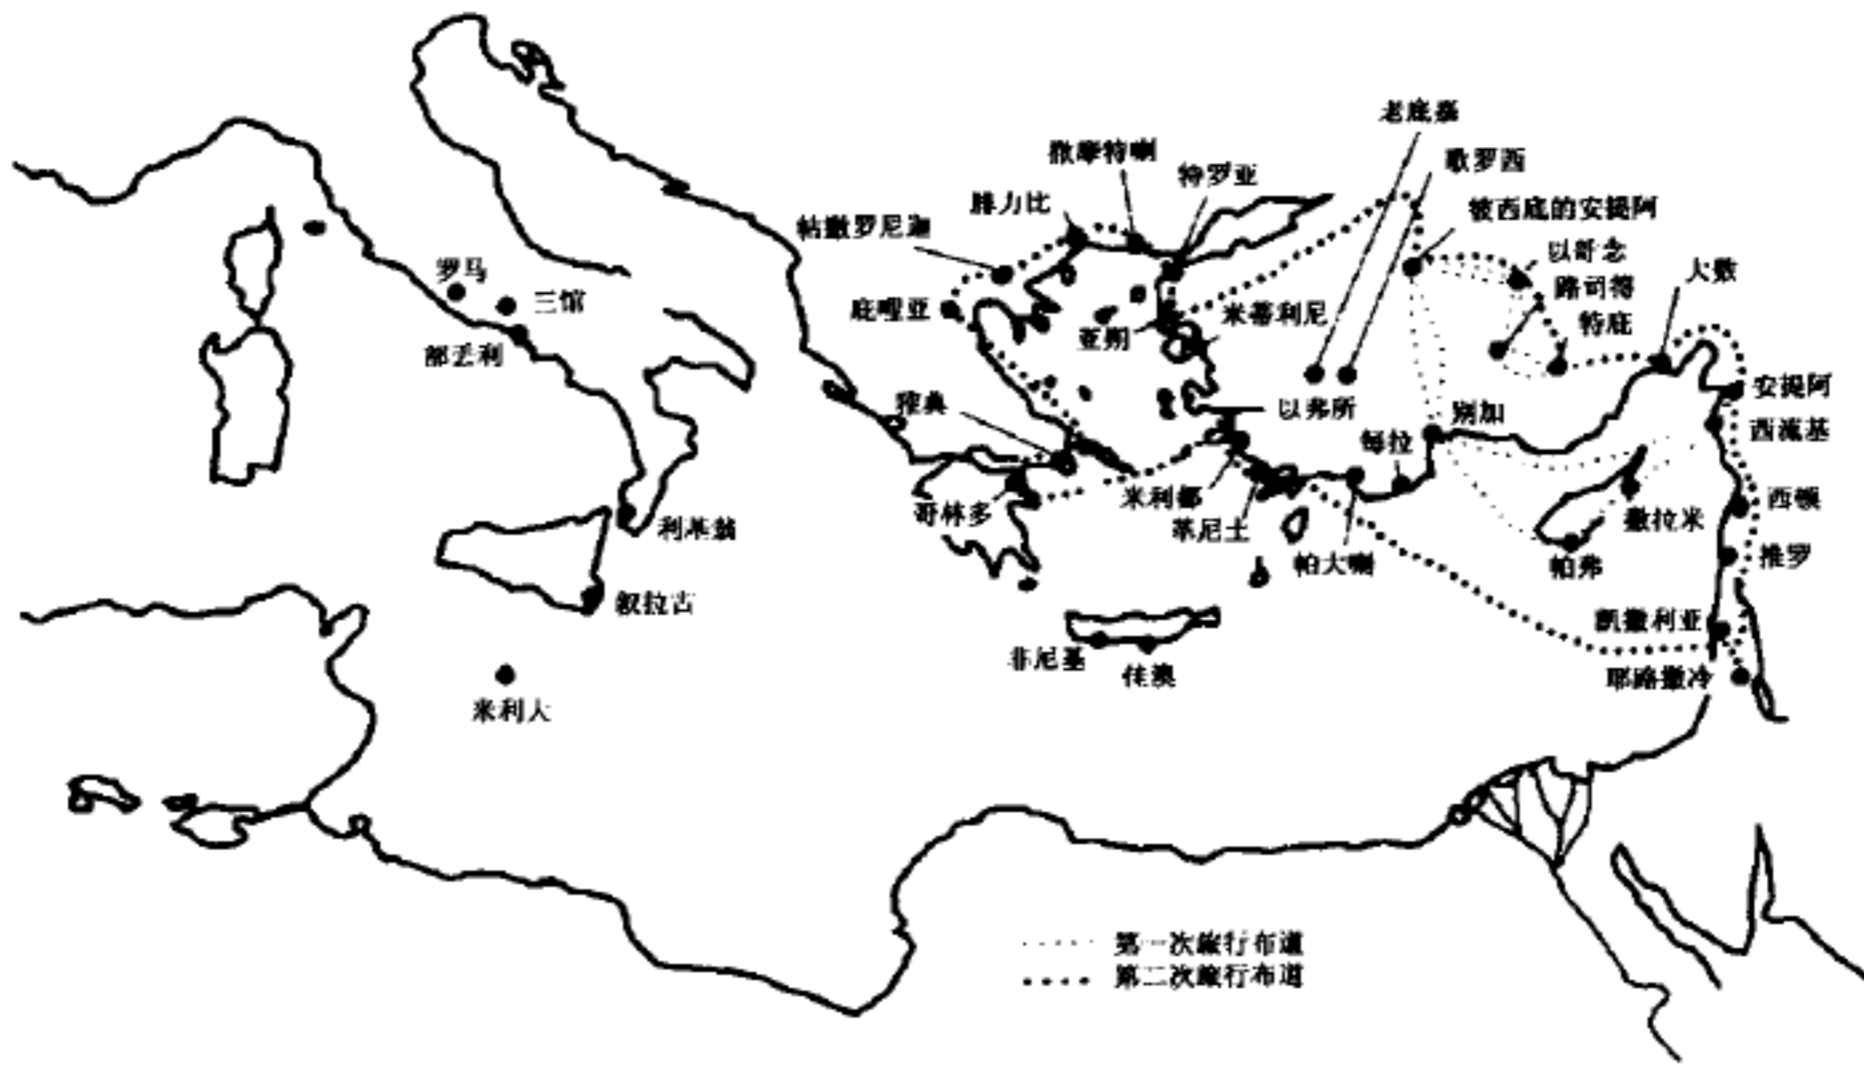 老底嘉
撒摩特喇
歌罗西
特罗亚
腓力比
彼西底的安提阿
帖撒罗尼迦
以哥念
罗马
三馆
大数
路司得
庇哩亚
特庇
米蒂利尼
亚朔
部丢利
安提阿
雅典
以弗所
别加
西流基
每拉
米利都
西顿
哥林多
撒拉米
利基翁
革尼土
推罗
帕大喇
帕弗
叙拉古
凯撒利亚
非尼基
佳澳
耶路撒冷
米利大
第一次旅行布道
第二次旅行布道